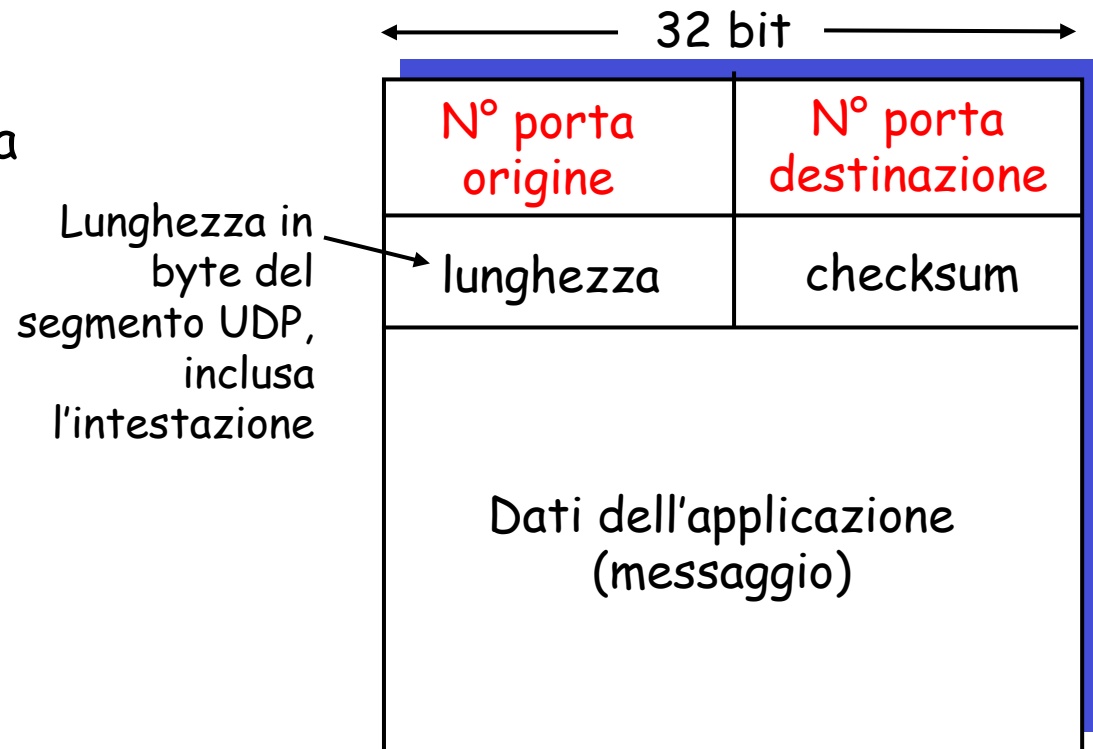 32 bit
a
N° porta
origine
N° porta
destinazione
Lunghezza in
byte del
segmento UDP,
inclusa
l'intestazione
lunghezza
checksum
Dati dell'applicazione
(messaggio)